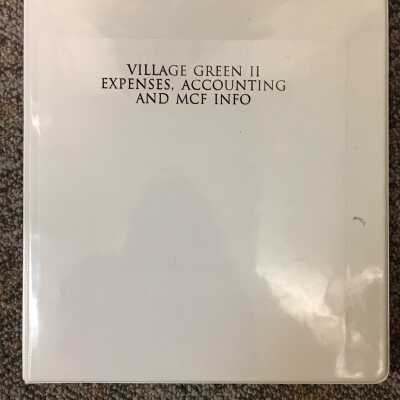 VILLAGE GREEN II
EXPENSES, ACCOUNTING
AND MCF INFO